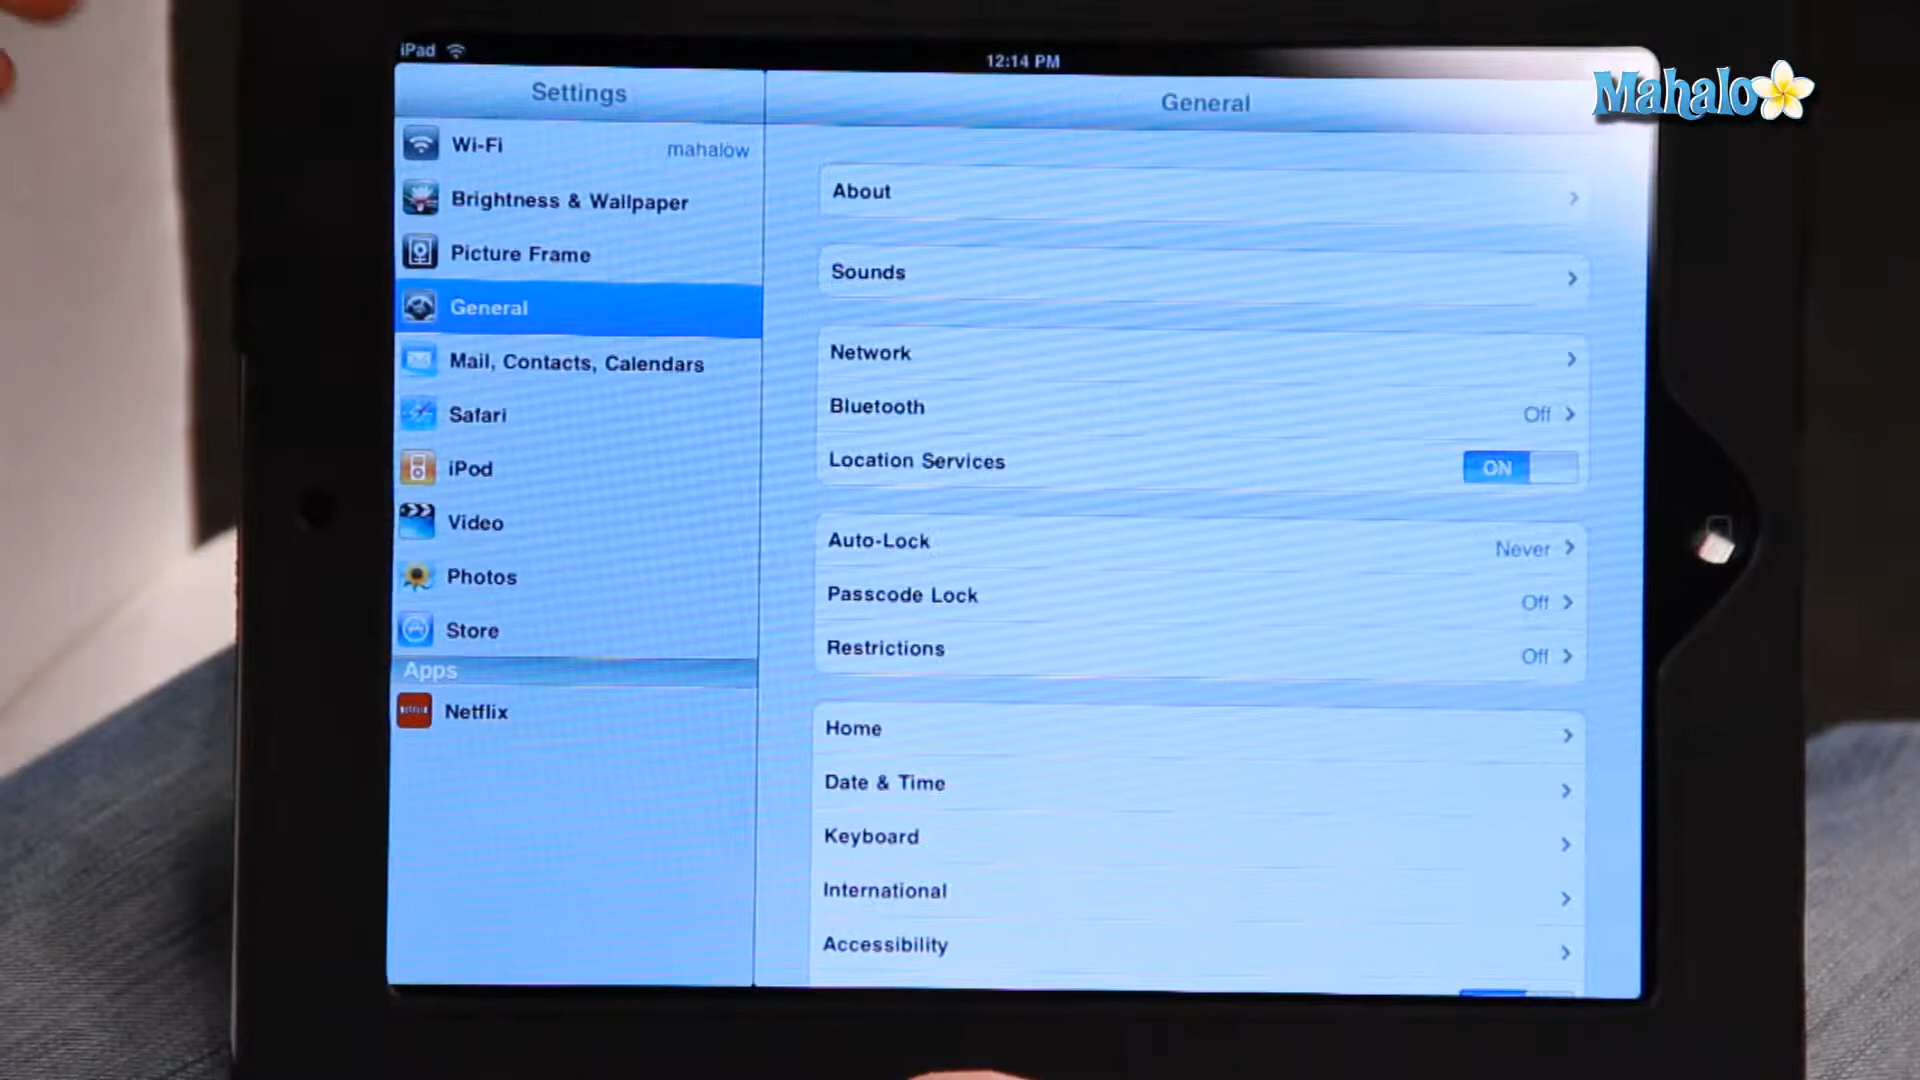 iPad
12:14 PM
Mahalo
Settings
General
Wi-Fi mahalow
Brightness & Wallpaper
Picture Frame
General
Mail, Contacts, Calendars
Safari
iPod
Video
Photos
Store
Apps
NETFLIX
Netflix
About
Sounds
Network
Bluetooth Off
Location Services ON
Auto-Lock Never
Passcode Lock Off
Restrictions Off
Home
Date & Time
Keyboard
International
Accessibility